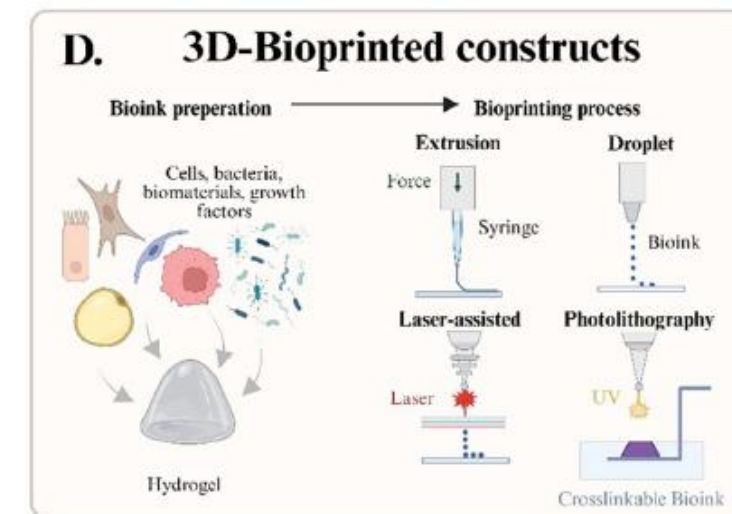 D. 3D-Bioprinted constructs
Bioink preperation
Bioprinting process
Cells, bacteria,
biomaterials, growth
factors
Hydrogel
Extrusion
Force
Syringe
Droplet
Bioink
Laser-assisted
Laser
Photolithography
UV
Crosslinkable Bioink